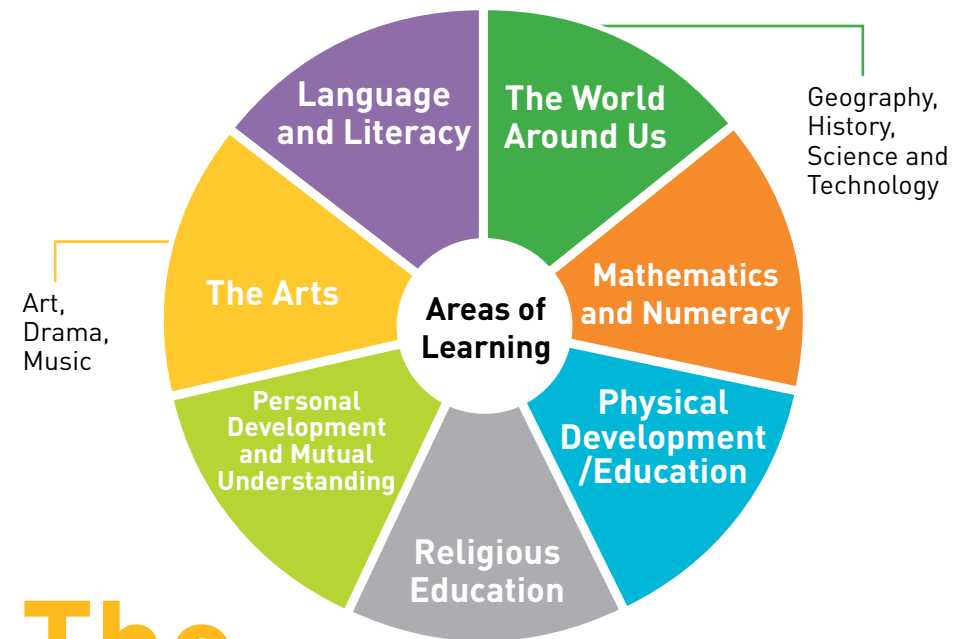 Language
and Literacy
The World
Around Us
Geography,
History,
Science and
Technology
Mathematics
and Numeracy
The Arts
Art,
Drama,
Music
Areas of
Learning
Personal
Development
and Mutual
Understanding
Physical
Development
/Education
Religious
Education
The